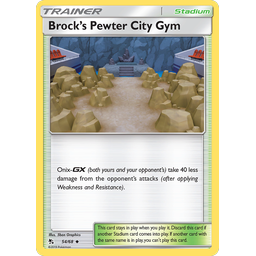 TRAINER
Stadium
Brock's Pewter City Gym
Onix-GX (both yours and your opponent's) take 40 less
damage from the opponent's attacks (after applying
Weakness and Resistance).
This card stays in play when you play it. Discard this card if
another Stadium card comes into play. If another card with
the same name is in play, you can't play this card.
54/68